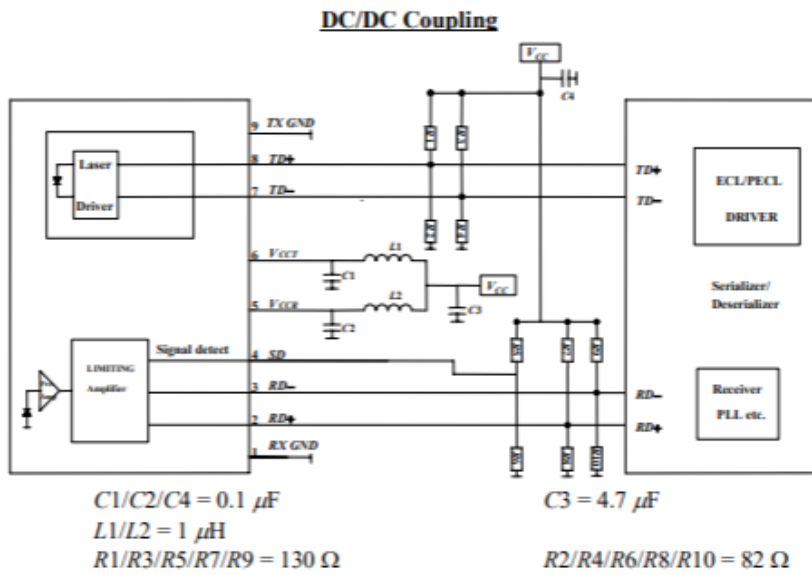 DC/DC Coupling
VCC
C4
9 TX GND
8 TD+
7 TD−
Laser
Driver
TD+
TD−
ECL/PECL
DRIVER
6 VCCT
L1
C1
VCC
5 VCCR
L2
C2
C3
Serializer/
Deserializer
Signal detect
4 SD
LIMITING
Amplifier
3 RD−
2 RD+
1 RX GND
RD−
RD+
Receiver
PLL etc.
C1/C2/C4 = 0.1 µF
C3 = 4.7 µF
L1/L2 = 1 µH
R1/R3/R5/R7/R9 = 130 Ω
R2/R4/R6/R8/R10 = 82 Ω